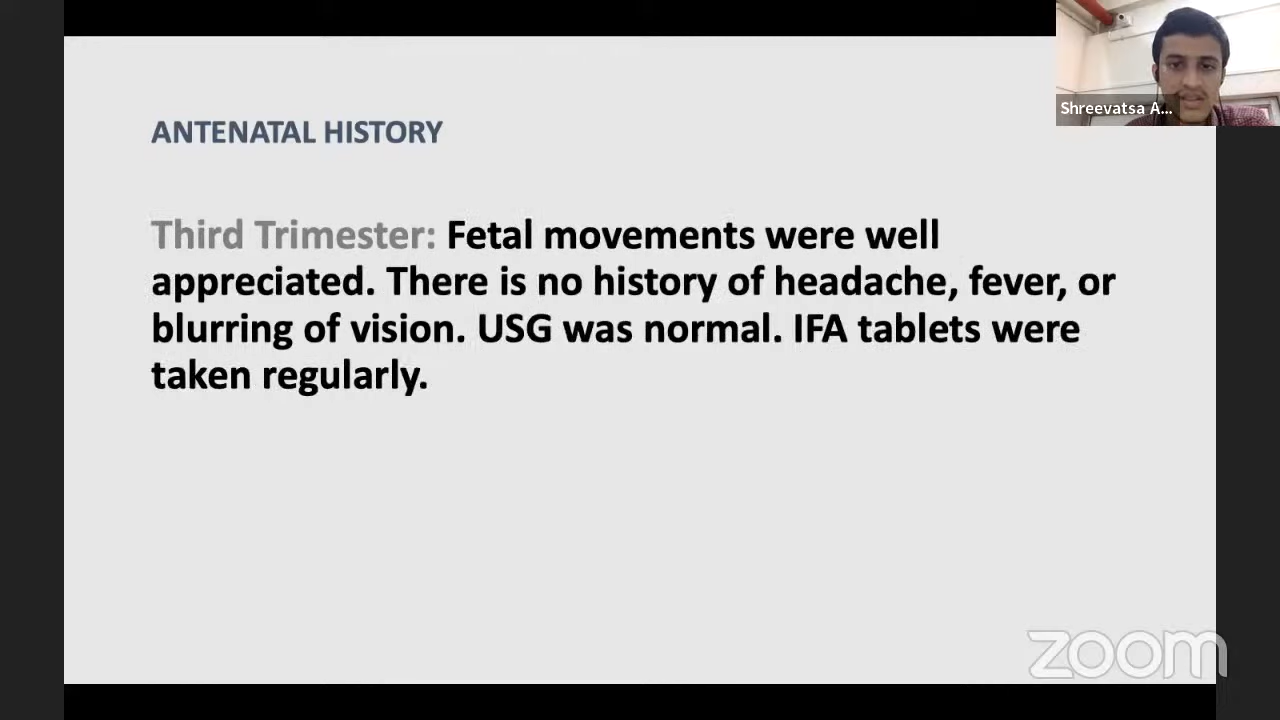 Shreevatsa A...
ANTENATAL HISTORY
Third Trimester: Fetal movements were well
appreciated. There is no history of headache, fever, or
blurring of vision. USG was normal. IFA tablets were
taken regularly.
zoom